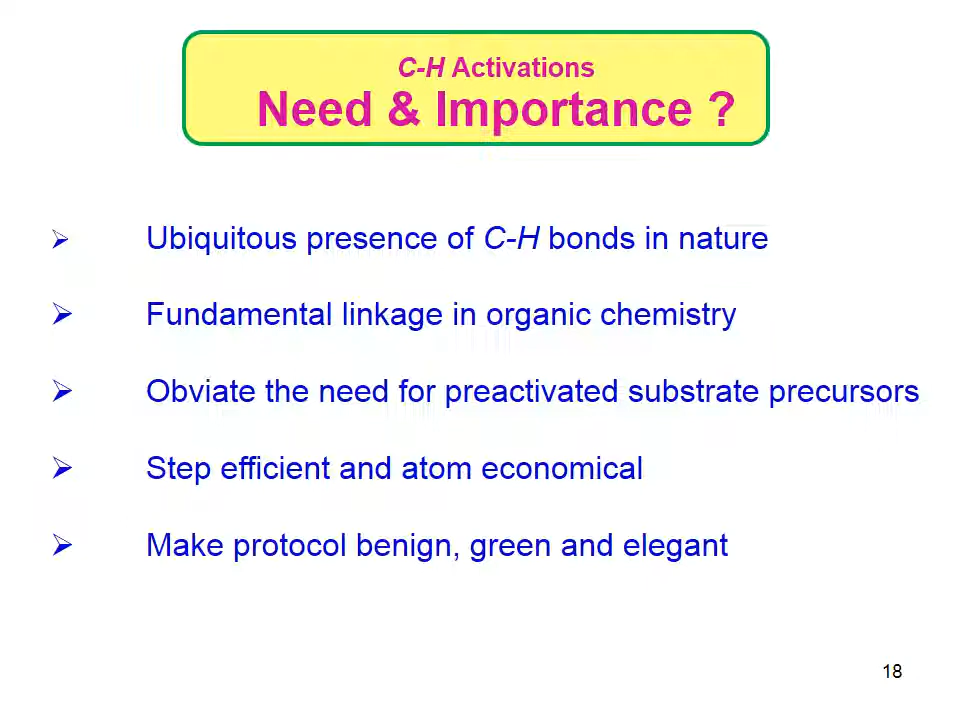 C-H Activations
Need & Importance ?
➢ Ubiquitous presence of C-H bonds in nature
➢ Fundamental linkage in organic chemistry
➢ Obviate the need for preactivated substrate precursors
➢ Step efficient and atom economical
➢ Make protocol benign, green and elegant
18